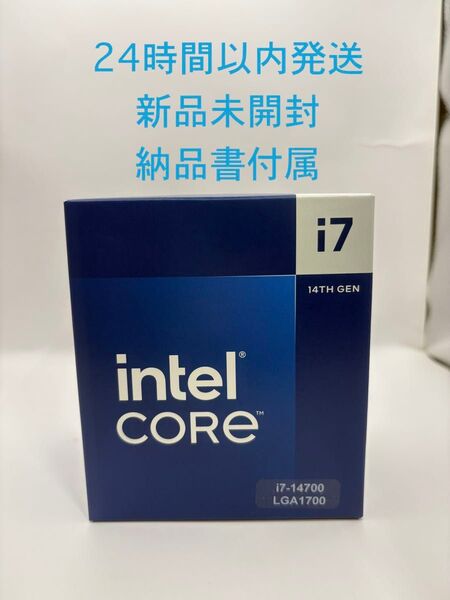 24時間以内発送
新品未開封
納品書付属
i7
14TH GEN
intel®
CORE™
i7-14700
LGA1700